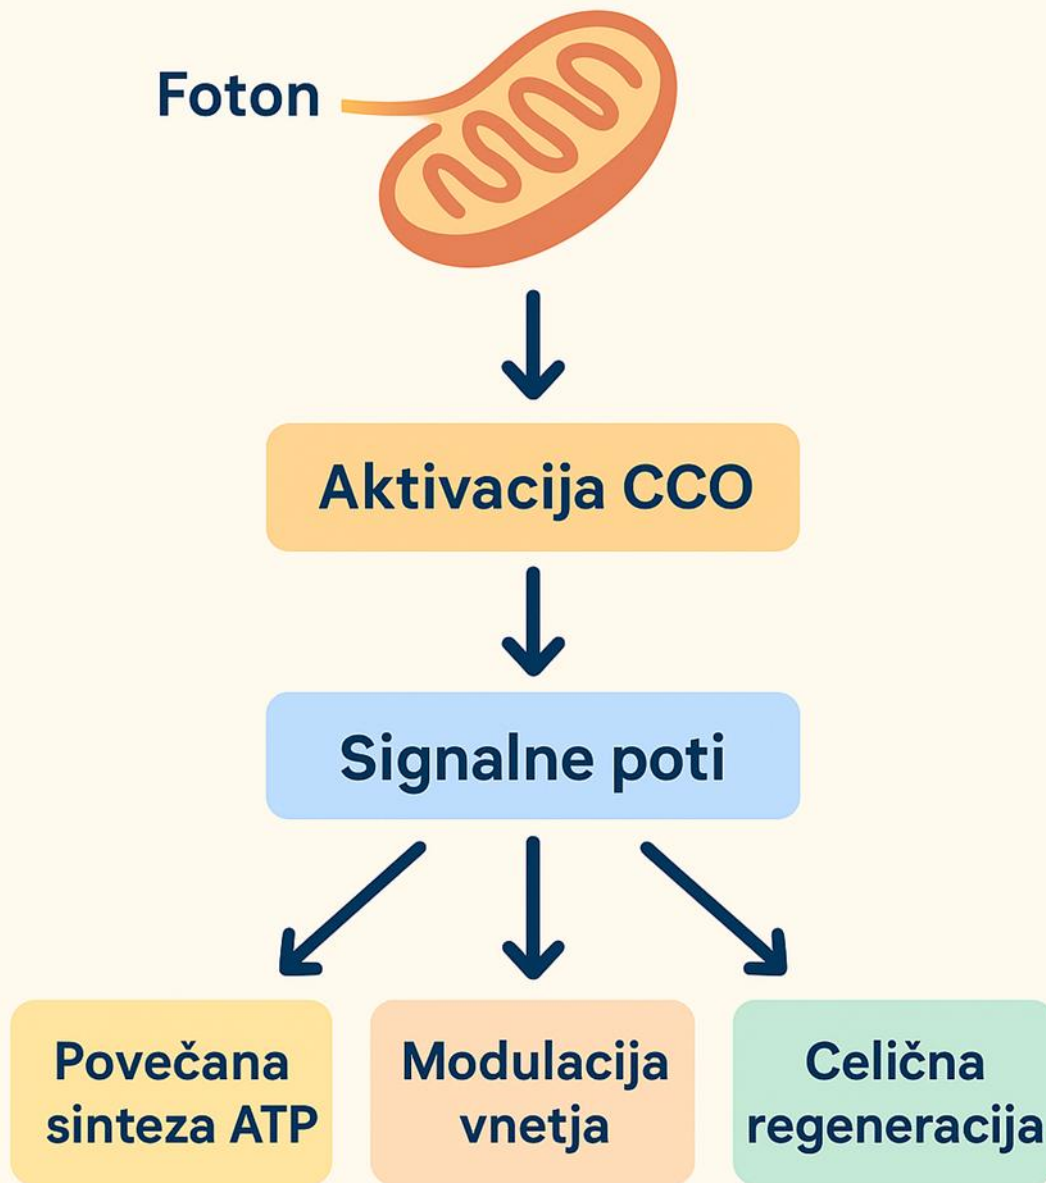 Foton
Aktivacija CCO
Signalne poti
Povečana
sinteza ATP
Modulacija
vnetja
Celična
regeneracija